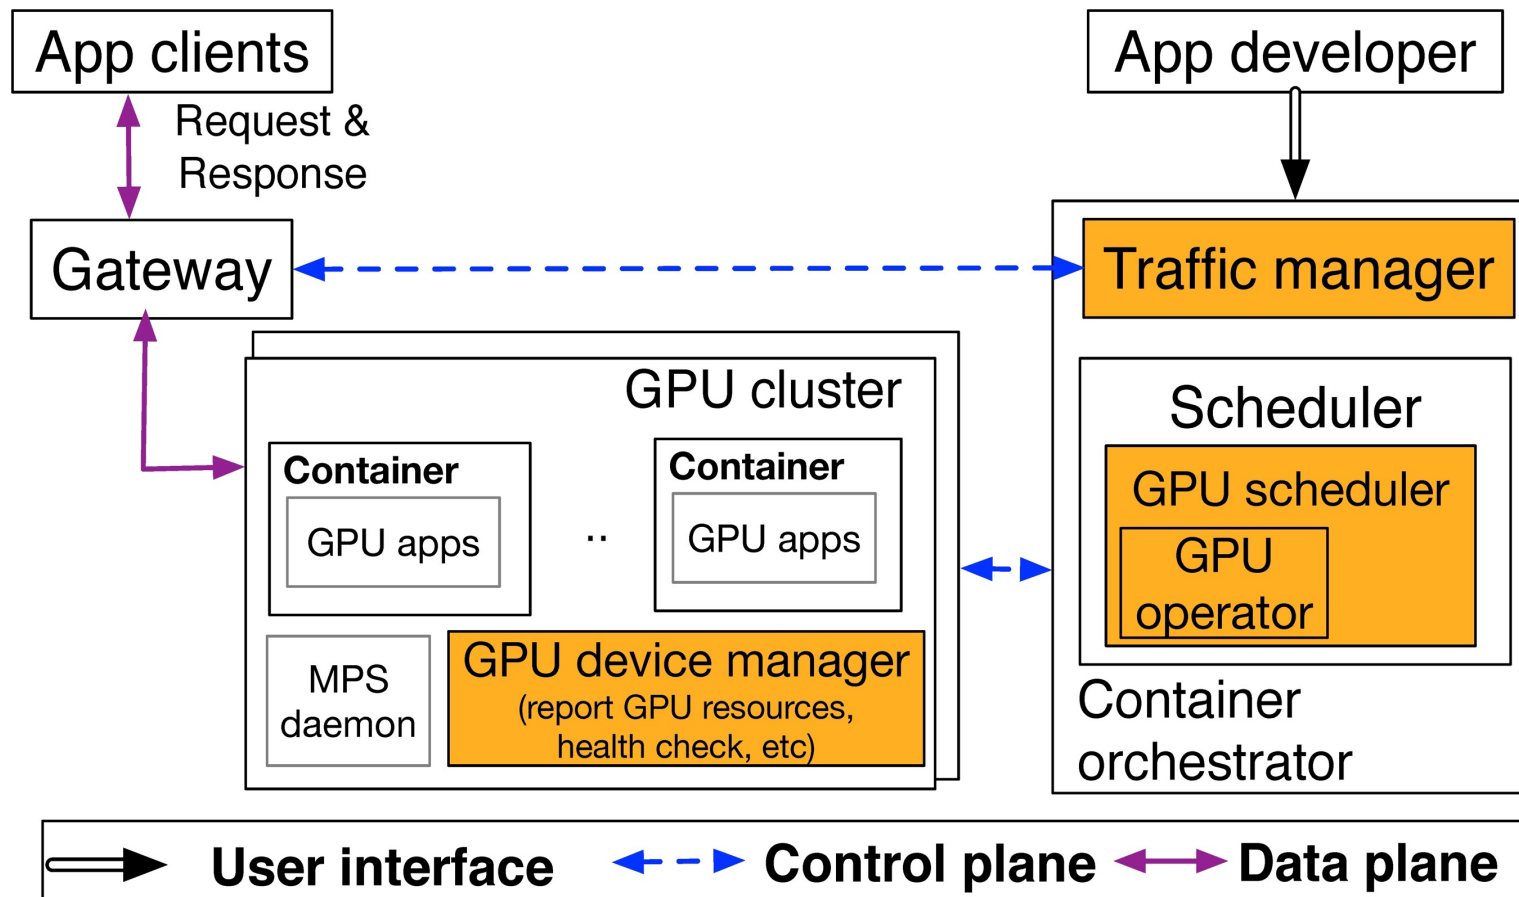 App clients
App developer
Request &
Response
Gateway
Traffic manager
GPU cluster
Scheduler
Container
Container
GPU scheduler
GPU apps
..
GPU apps
GPU
operator
MPS
daemon
GPU device manager
(report GPU resources,
health check, etc)
Container
orchestrator
User interface
Control plane
Data plane